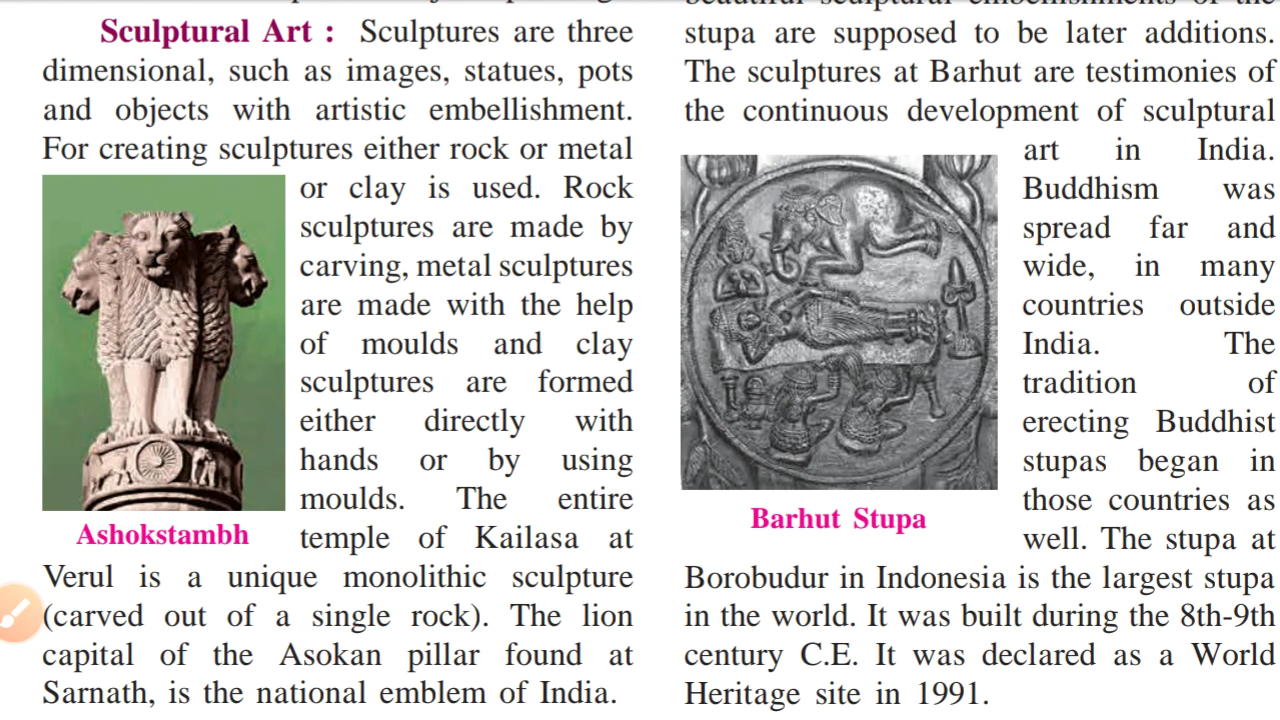 Sculptural Art : Sculptures are three
dimensional, such as images, statues, pots
and objects with artistic embellishment.
For creating sculptures either rock or metal
or clay is used. Rock
sculptures are made by
carving, metal sculptures
are made with the help
of moulds and clay
sculptures are formed
either directly with
hands or by using
moulds. The entire
temple of Kailasa at
Ashokstambh
Verul is a unique monolithic sculpture
(carved out of a single rock). The lion
capital of the Asokan pillar found at
Sarnath, is the national emblem of India.
beautiful sculptural embellishments of the
stupa are supposed to be later additions.
The sculptures at Barhut are testimonies of
the continuous development of sculptural
art in India.
Buddhism was
spread far and
wide, in many
countries outside
India. The
tradition of
erecting Buddhist
stupas began in
those countries as
well. The stupa at
Barhut Stupa
Borobudur in Indonesia is the largest stupa
in the world. It was built during the 8th-9th
century C.E. It was declared as a World
Heritage site in 1991.